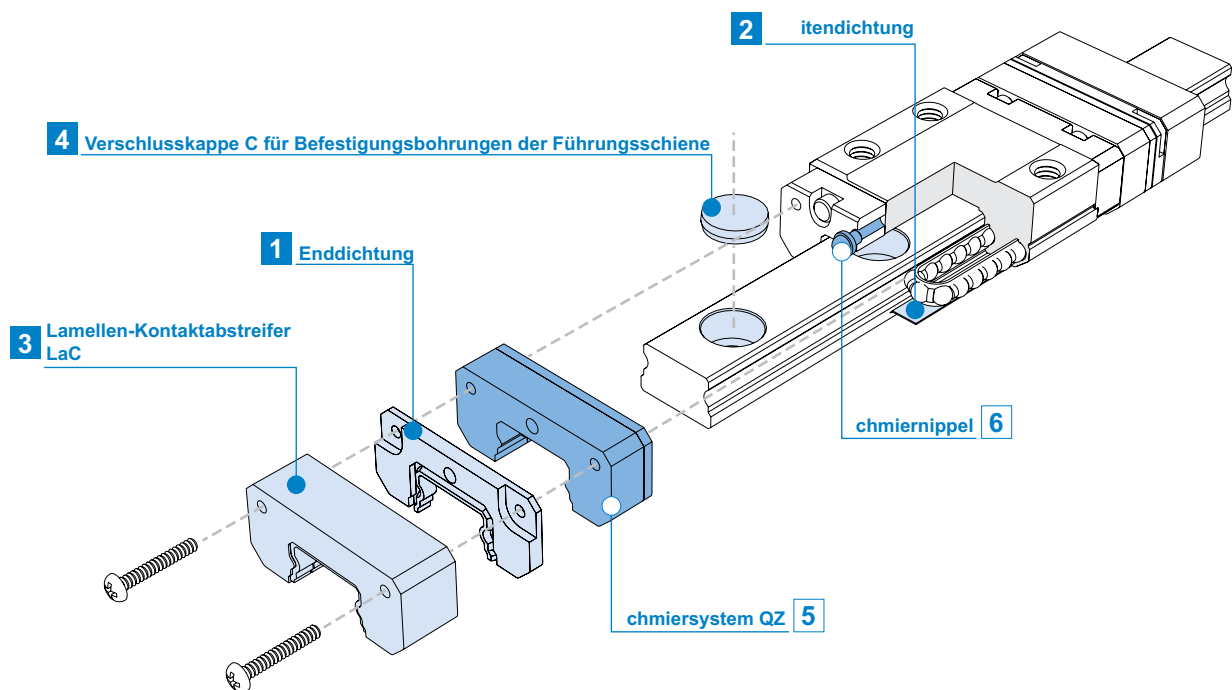 2 itendichtung
4 Verschlusskappe C für Befestigungsbohrungen der Führungsschiene
1 Enddichtung
3 Lamellen-Kontaktabstreifer
LaC
chmiernippel 6
chmiersystem QZ 5